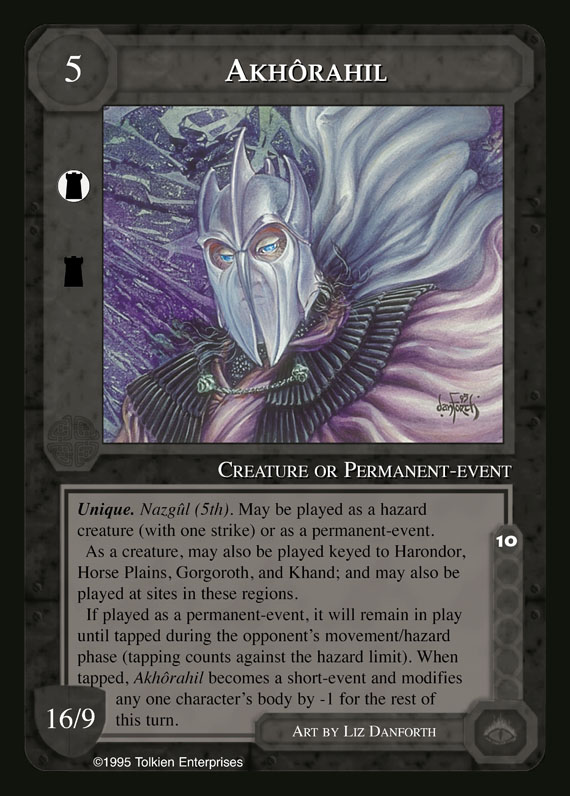 5
AKHÔRAHIL
danforth 95
CREATURE OR PERMANENT-EVENT
Unique. Nazgûl (5th). May be played as a hazard
creature (with one strike) or as a permanent-event.
As a creature, may also be played keyed to Harondor,
Horse Plains, Gorgoroth, and Khand; and may also be
played at sites in these regions.
If played as a permanent-event, it will remain in play
until tapped during the opponent's movement/hazard
phase (tapping counts against the hazard limit). When
tapped, Akhôrahil becomes a short-event and modifies
any one character's body by -1 for the rest of
this turn.
10
16/9
ART BY LIZ DANFORTH
©1995 Tolkien Enterprises